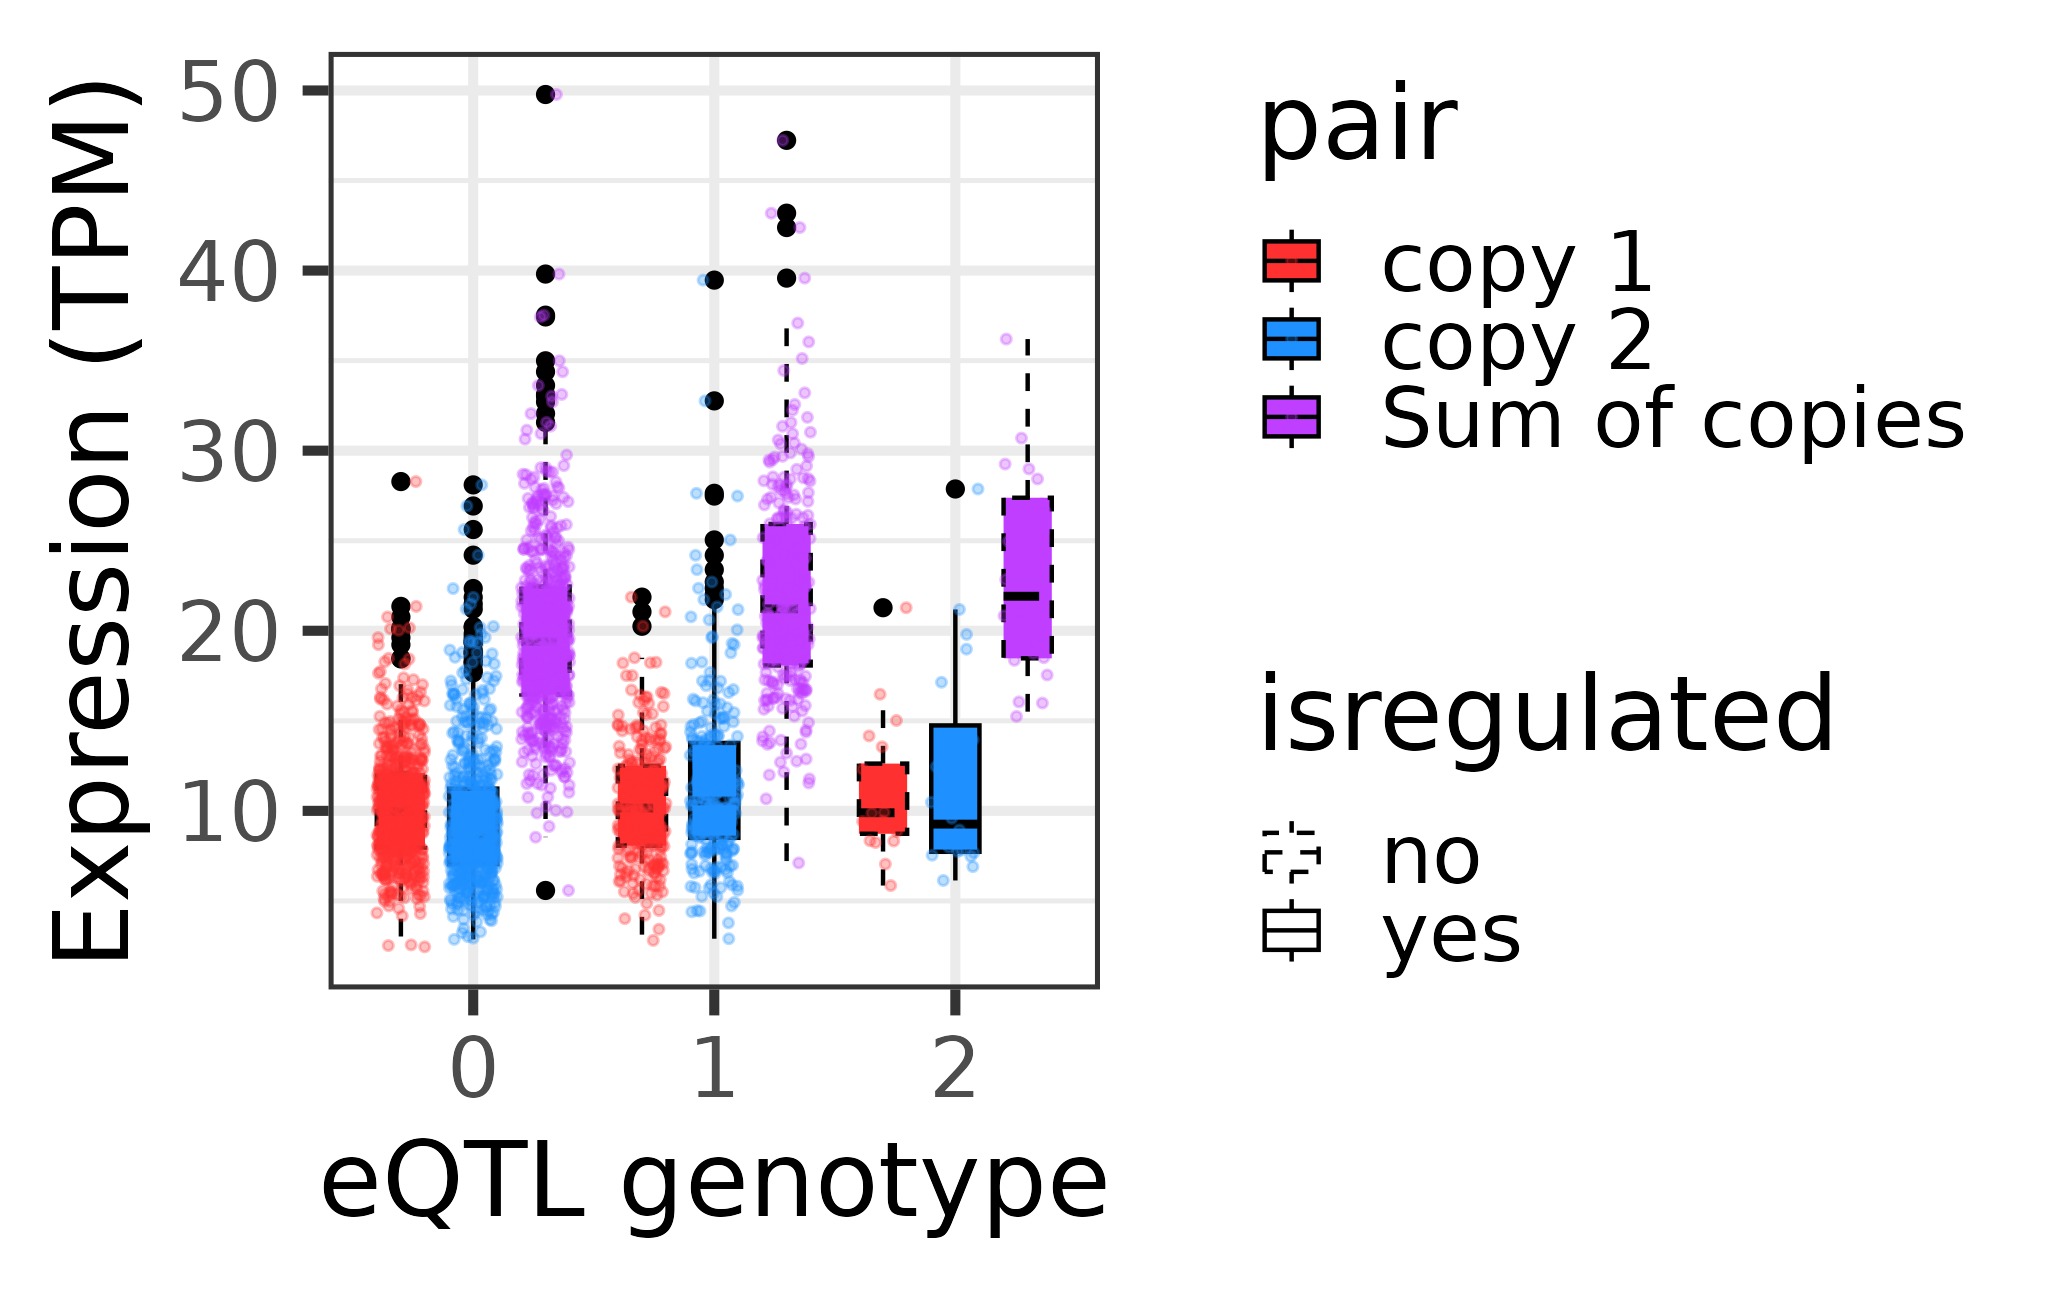 Expression (TPM)
50
40
30
20
10
0 1 2
eQTL genotype
pair
copy 1
copy 2
Sum of copies
isregulated
no
yes